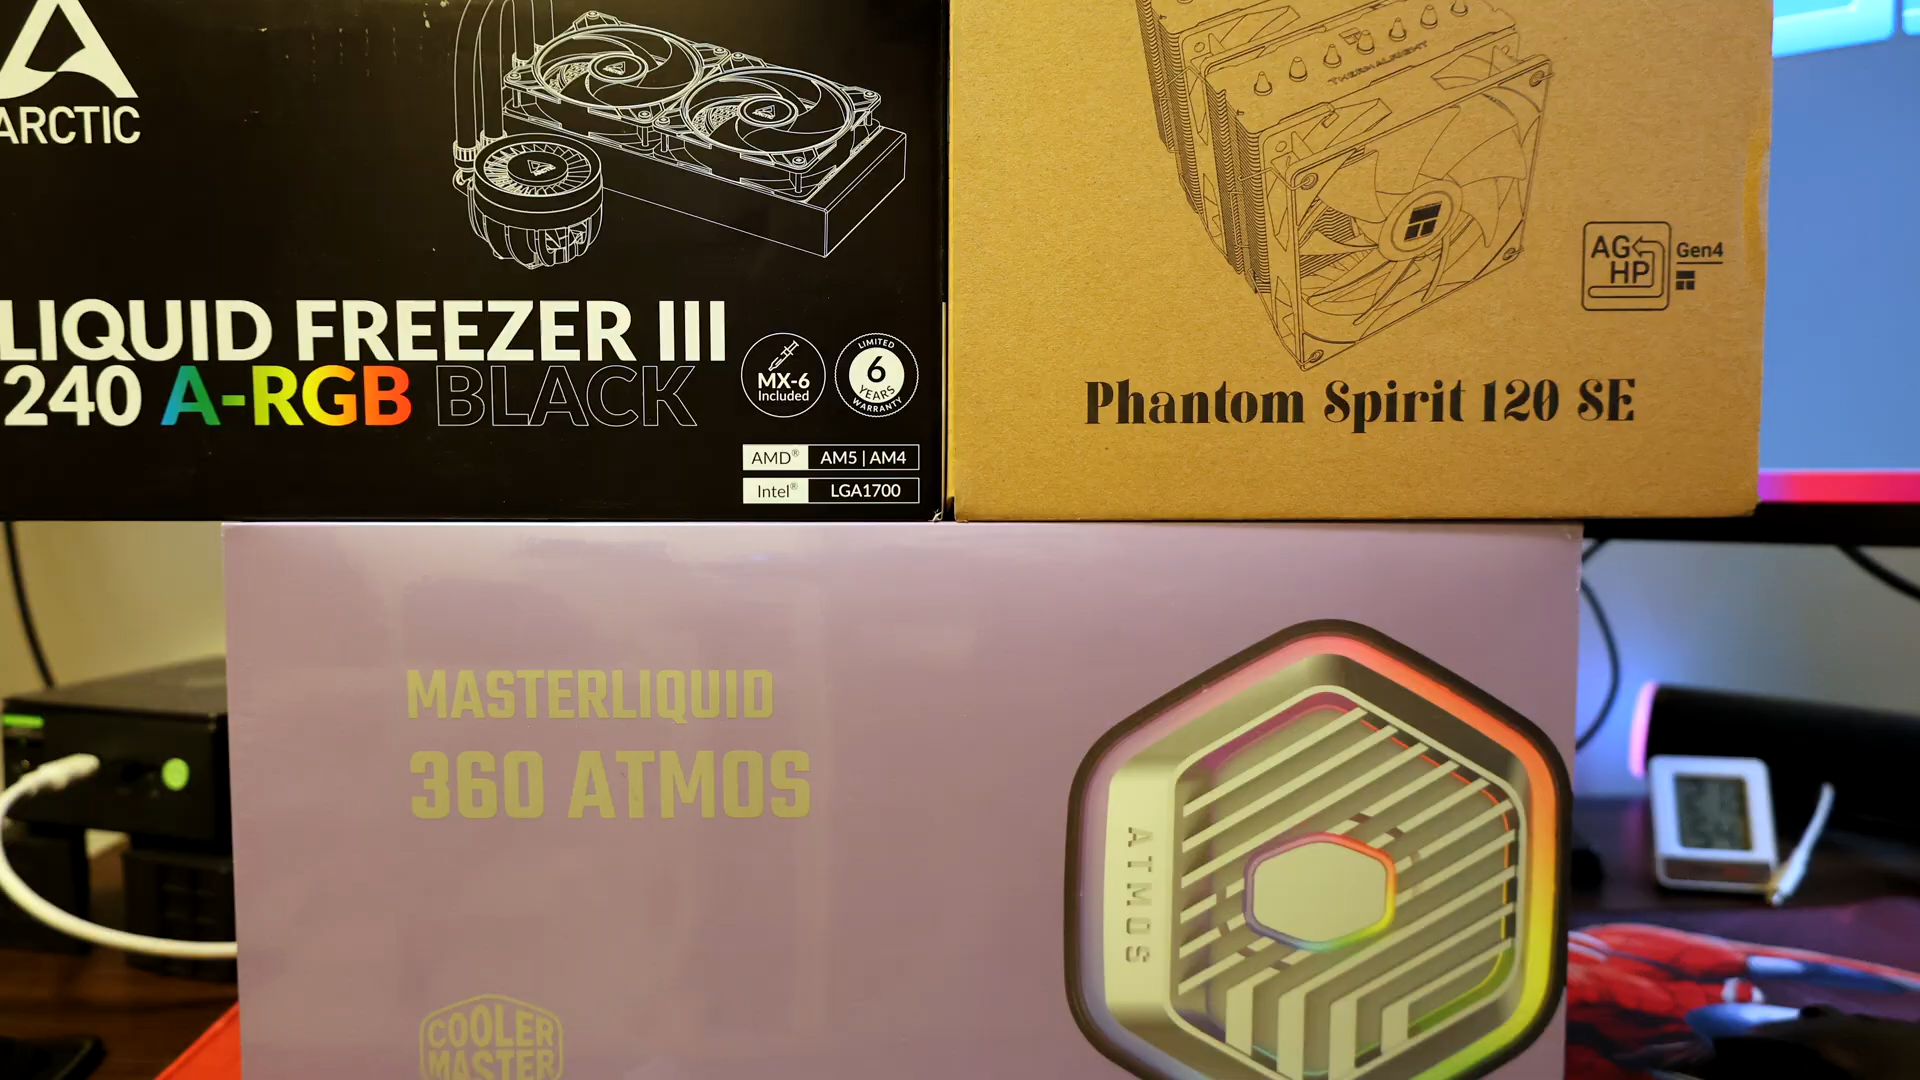 ARCTIC
LIQUID FREEZER III
240 A-RGB BLACK
MX-6
Included
LIMITED
6
YEARS
WARRANTY
AMD® AM5 | AM4
Intel® LGA1700
THERMALRIGHT
AG
HP
Gen4
Phantom Spirit 120 SE
MASTERLIQUID
360 ATMOS
ATMOS
COOLER
MASTER